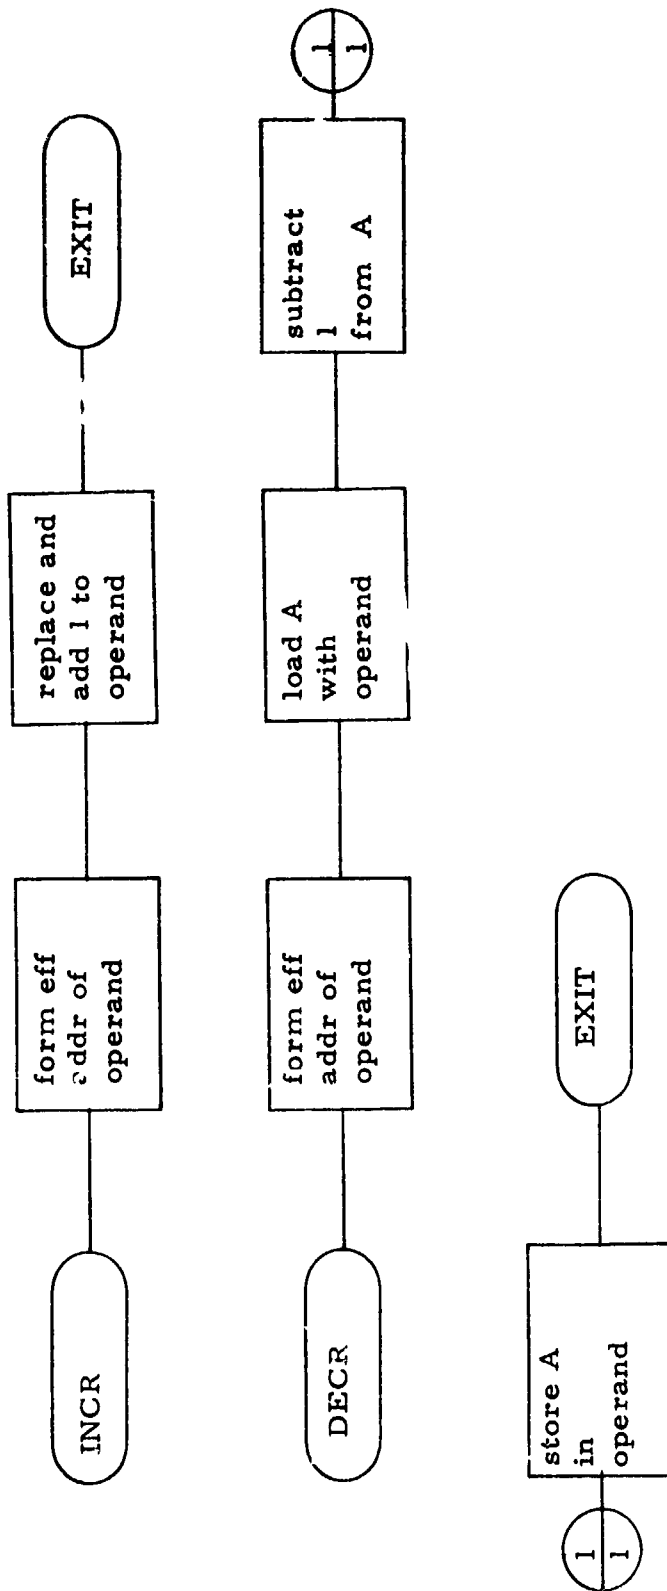 INCR
form eff
addr of
operand
replace and
add 1 to
operand
EXIT
DECR
form eff
addr of
operand
load A
with
operand
subtract
1
from A
1
1
1
1
store A
in
operand
EXIT